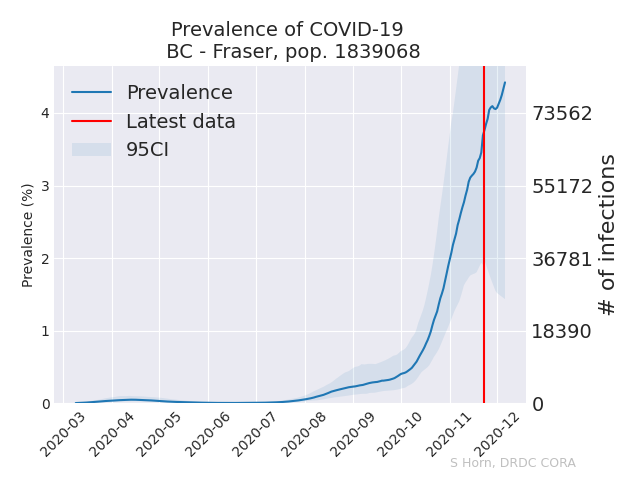 Prevalence of COVID-19
BC - Fraser, pop. 1839068
Prevalence
Latest data
95CI
Prevalence (%)
4
3
2
1
0
73562
55172
36781
18390
0
# of infections
2020-03
2020-04
2020-05
2020-06
2020-07
2020-08
2020-09
2020-10
2020-11
2020-12
S Horn, DRDC CORA